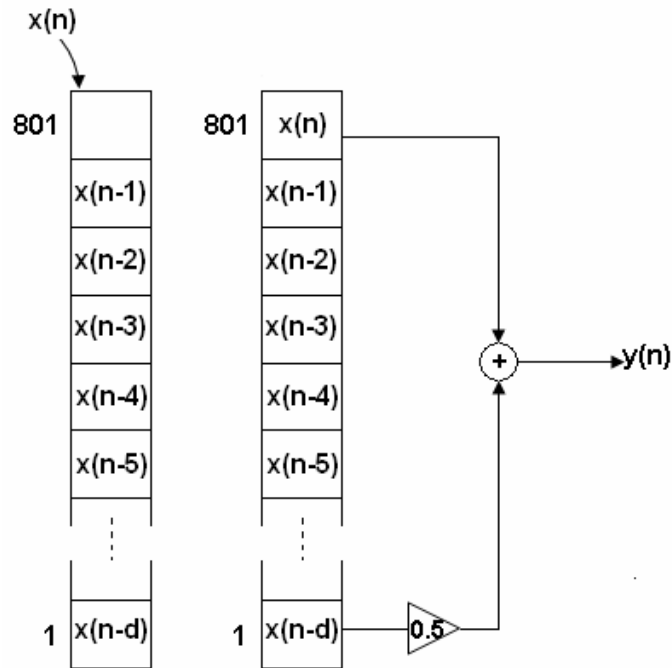 x(n)
801
801
x(n)
x(n-1)
x(n-1)
x(n-2)
x(n-2)
x(n-3)
x(n-3)
+
y(n)
x(n-4)
x(n-4)
x(n-5)
x(n-5)
1
x(n-d)
1
x(n-d)
0.5